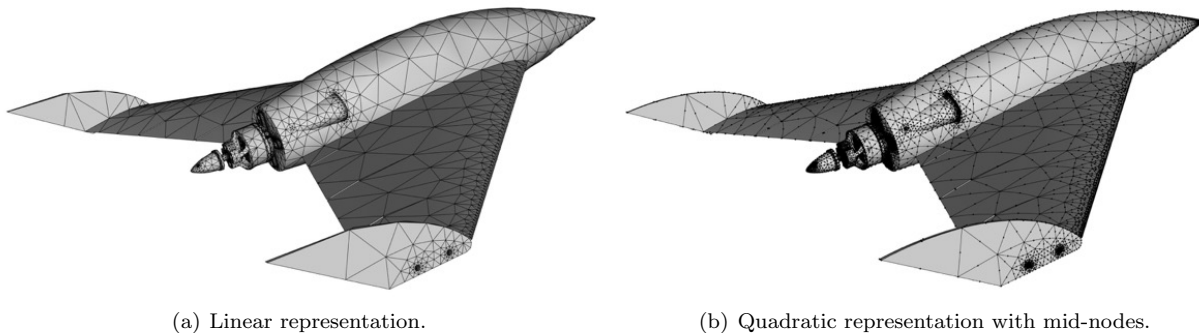 (a) Linear representation.
(b) Quadratic representation with mid-nodes.